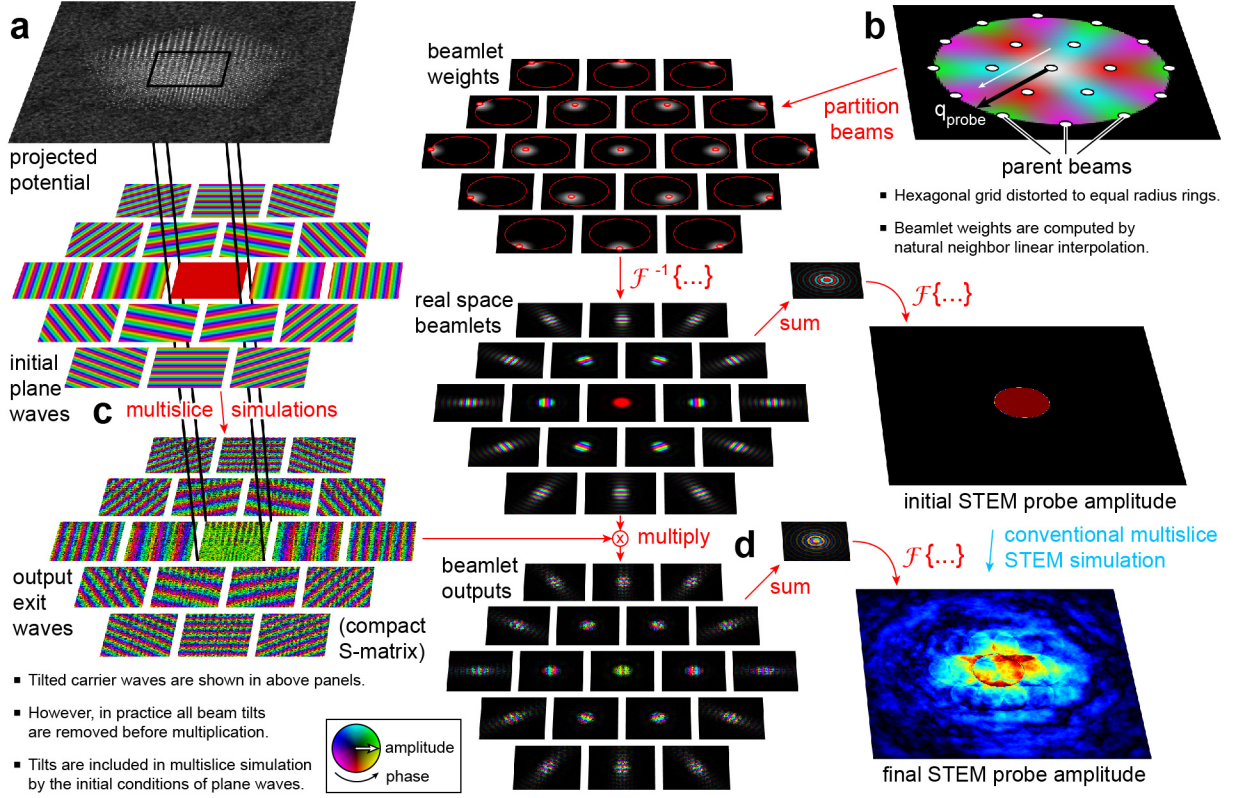 a
projected
potential
initial
plane
waves
c
multislice simulations
output
exit
waves
(compact
S-matrix)
▪ Tilted carrier waves are shown in above panels.
▪ However, in practice all beam tilts
are removed before multiplication.
▪ Tilts are included in multislice simulation
by the initial conditions of plane waves.
amplitude
phase
beamlet
weights
partition
beams
b
q probe
parent beams
▪ Hexagonal grid distorted to equal radius rings.
▪ Beamlet weights are computed by
natural neighbor linear interpolation.
ℱ -1 {...}
real space
beamlets
sum
ℱ{...}
initial STEM probe amplitude
x multiply
beamlet
outputs
d
sum
ℱ{...}
conventional multislice
STEM simulation
final STEM probe amplitude